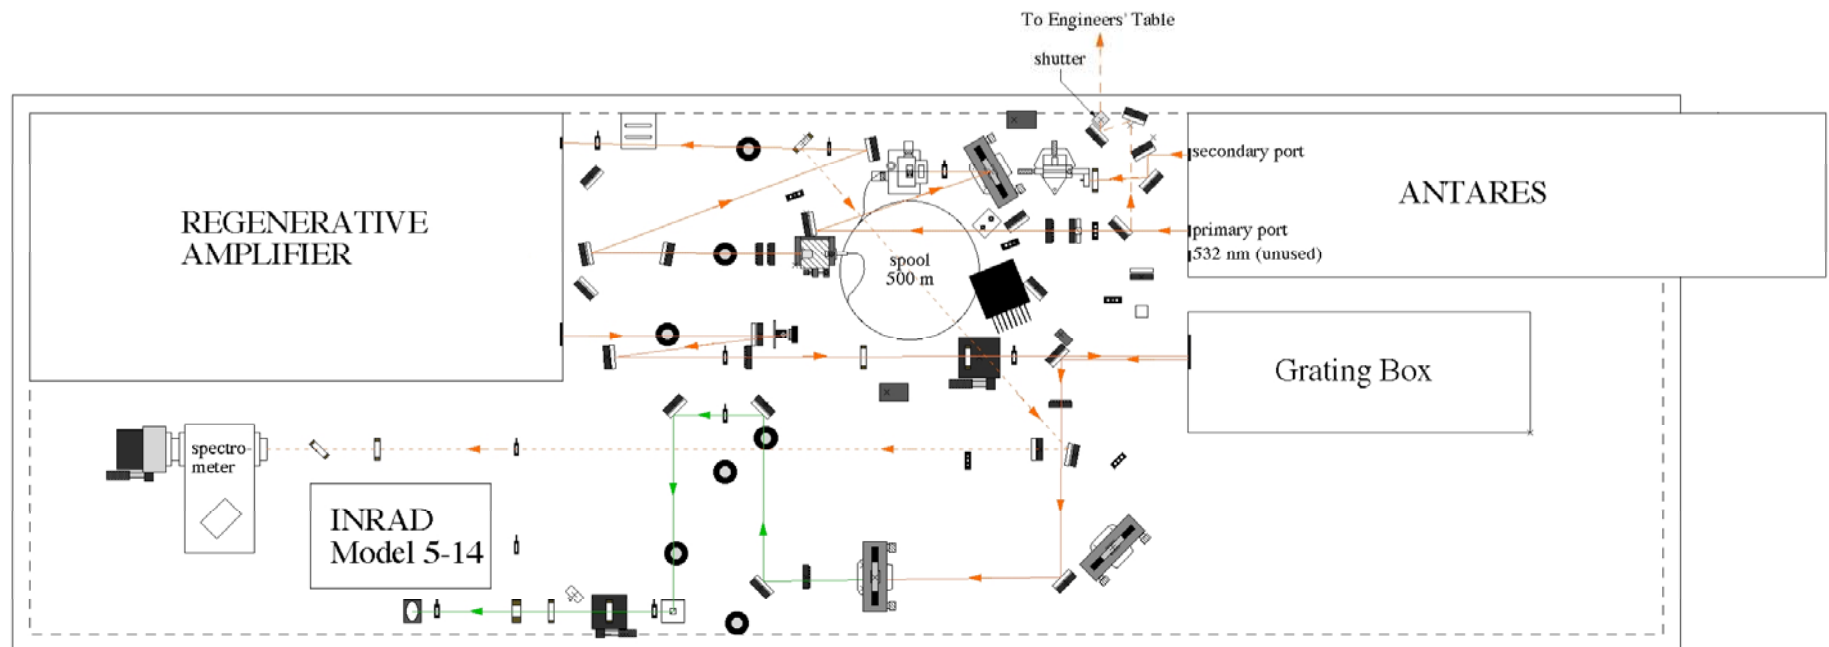 To Engineers' Table
shutter
secondary port
ANTARES
REGENERATIVE
AMPLIFIER
primary port
532 nm (unused)
spool
500 m
Grating Box
spectro-
meter
INRAD
Model 5-14